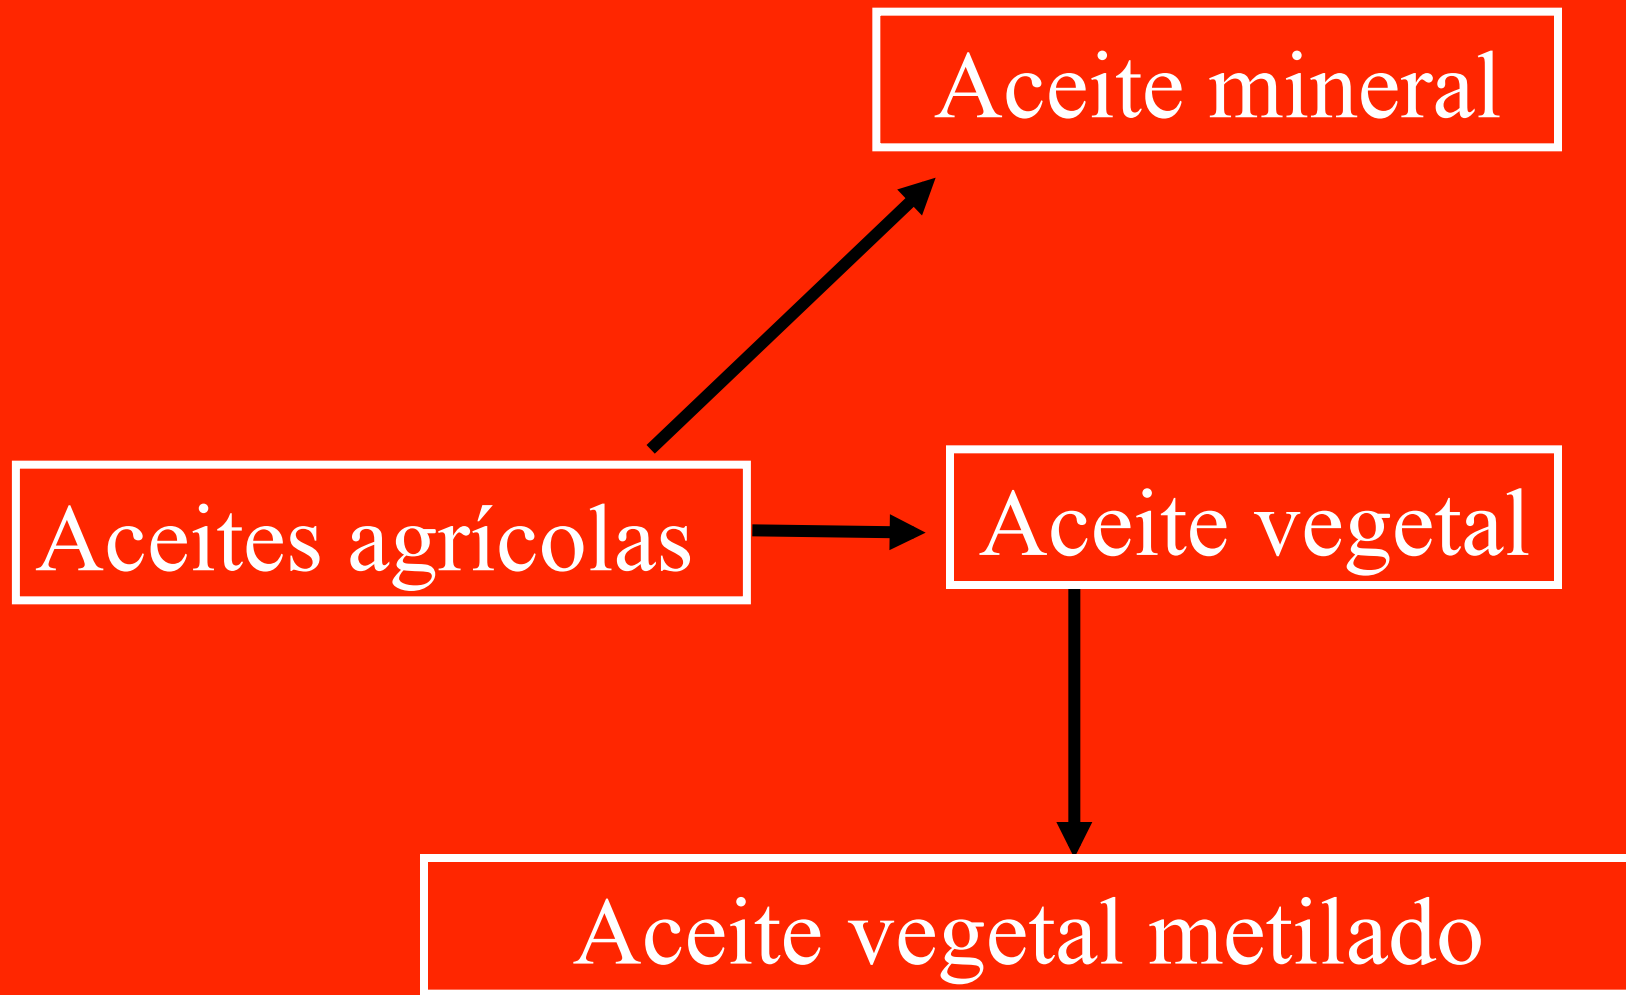 Aceite mineral
Aceites agrícolas
Aceite vegetal
Aceite vegetal metilado